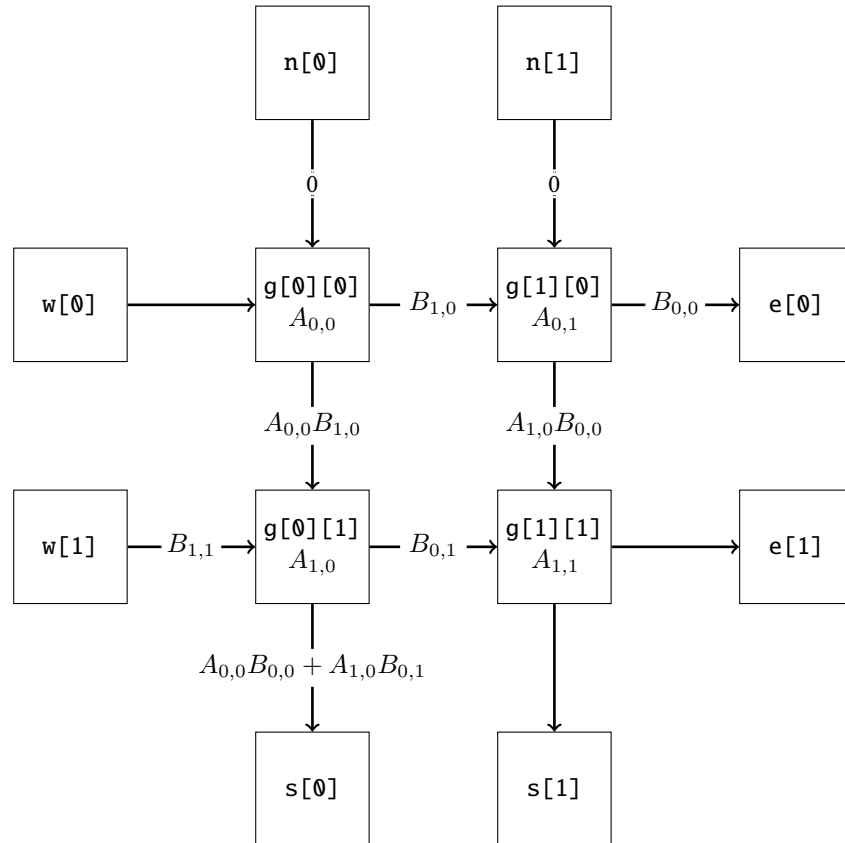 n[0]
n[1]
0
0
w[0]
g[0][0]
A_{0,0}
B_{1,0}
g[1][0]
A_{0,1}
B_{0,0}
e[0]
A_{0,0}B_{1,0}
A_{1,0}B_{0,0}
w[1]
B_{1,1}
g[0][1]
A_{1,0}
B_{0,1}
g[1][1]
A_{1,1}
e[1]
A_{0,0}B_{0,0} + A_{1,0}B_{0,1}
s[0]
s[1]